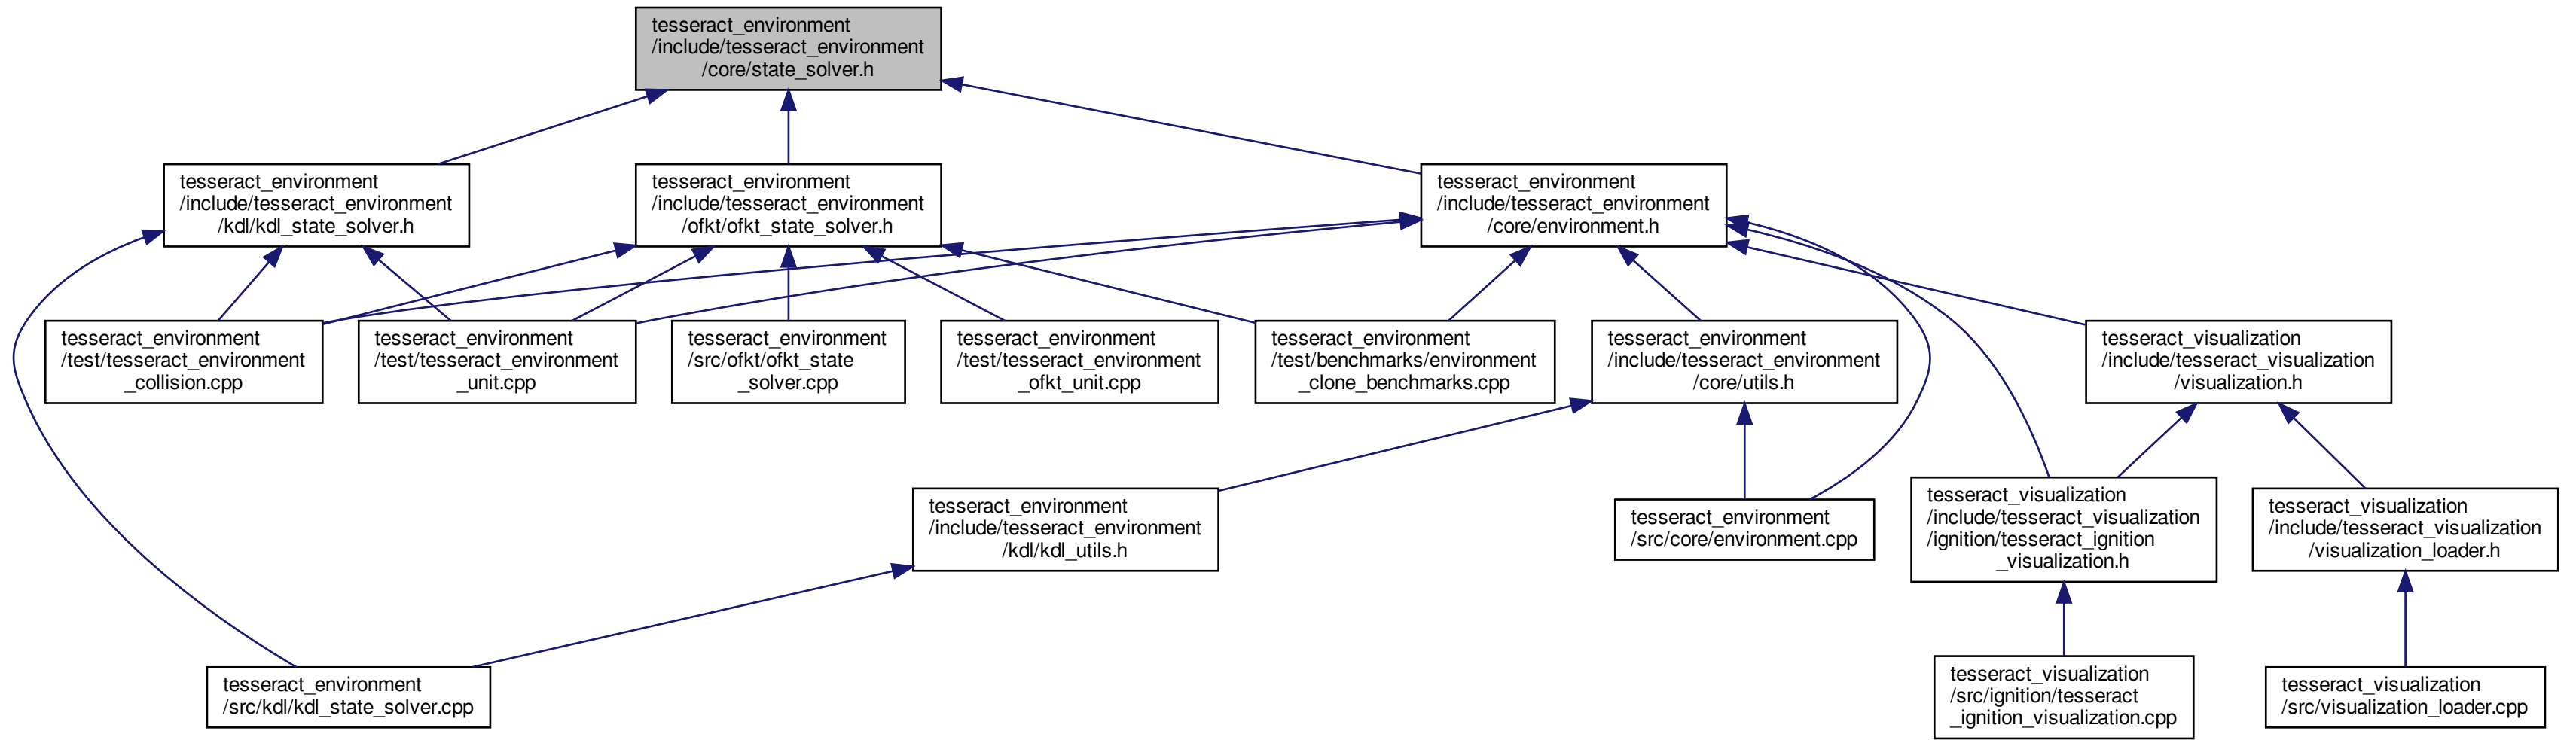 tesseract_environment
/include/tesseract_environment
/core/state_solver.h
tesseract_environment
/include/tesseract_environment
/kdl/kdl_state_solver.h
tesseract_environment
/include/tesseract_environment
/ofkt/ofkt_state_solver.h
tesseract_environment
/include/tesseract_environment
/core/environment.h
tesseract_environment
/test/tesseract_environment
_collision.cpp
tesseract_environment
/test/tesseract_environment
_unit.cpp
tesseract_environment
/src/ofkt/ofkt_state
_solver.cpp
tesseract_environment
/test/tesseract_environment
_ofkt_unit.cpp
tesseract_environment
/test/benchmarks/environment
_clone_benchmarks.cpp
tesseract_environment
/include/tesseract_environment
/core/utils.h
tesseract_visualization
/include/tesseract_visualization
/visualization.h
tesseract_environment
/include/tesseract_environment
/kdl/kdl_utils.h
tesseract_environment
/src/core/environment.cpp
tesseract_visualization
/include/tesseract_visualization
/ignition/tesseract_ignition
_visualization.h
tesseract_visualization
/include/tesseract_visualization
/visualization_loader.h
tesseract_environment
/src/kdl/kdl_state_solver.cpp
tesseract_visualization
/src/ignition/tesseract
_ignition_visualization.cpp
tesseract_visualization
/src/visualization_loader.cpp